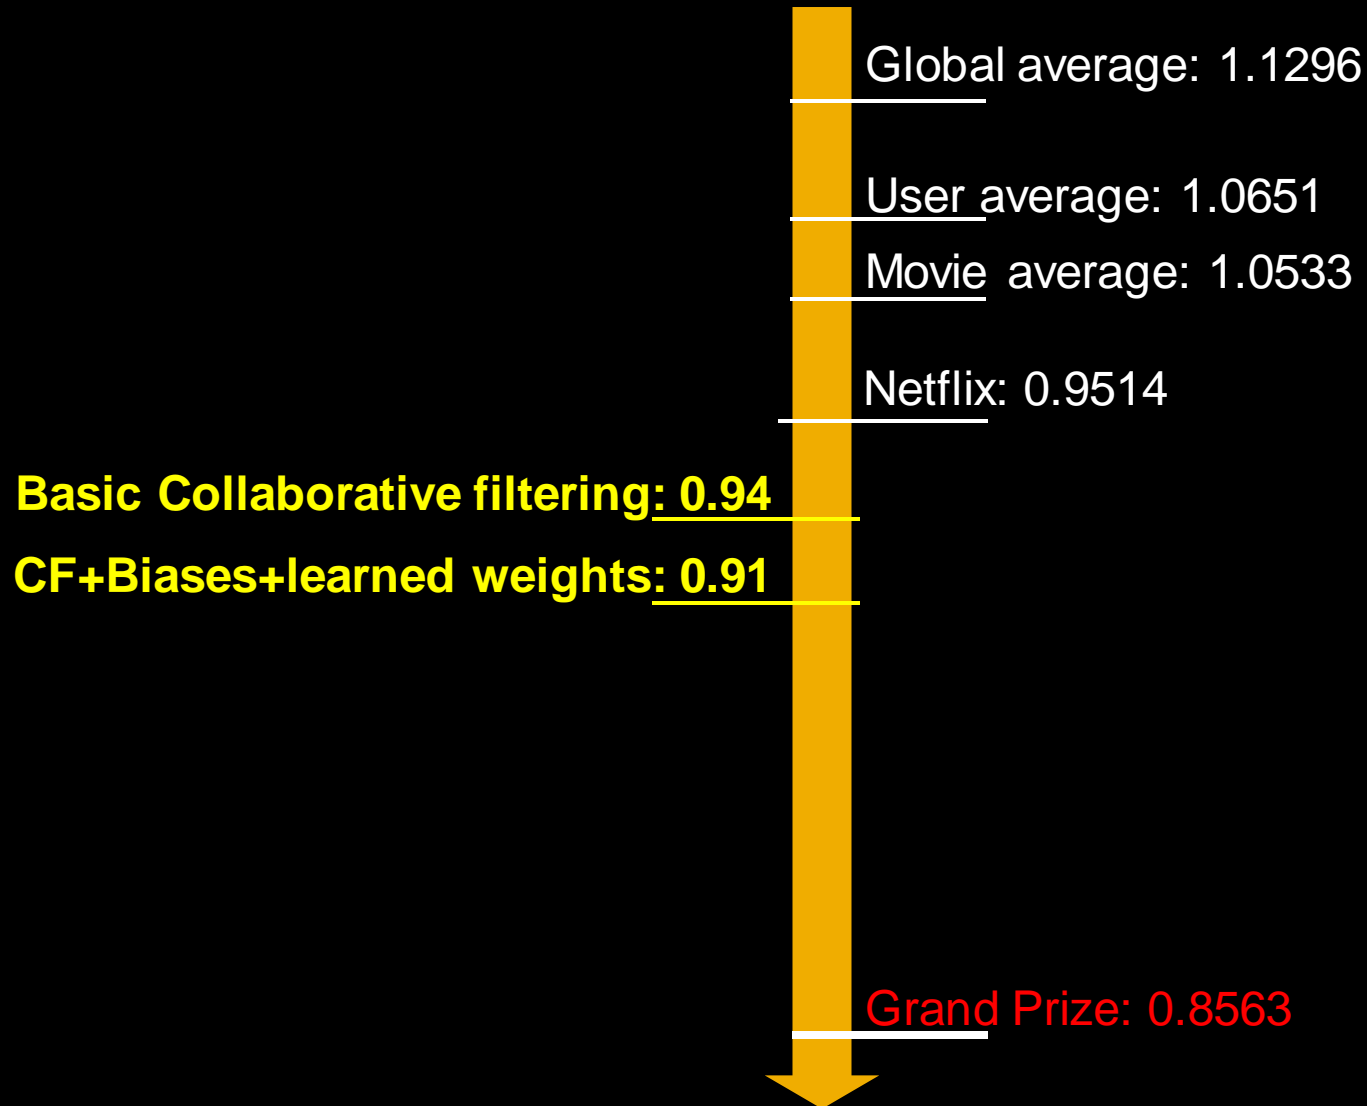 Global average: 1.1296
User average: 1.0651
Movie average: 1.0533
Netflix: 0.9514
Basic Collaborative filtering: 0.94
CF+Biases+learned weights: 0.91
Grand Prize: 0.8563